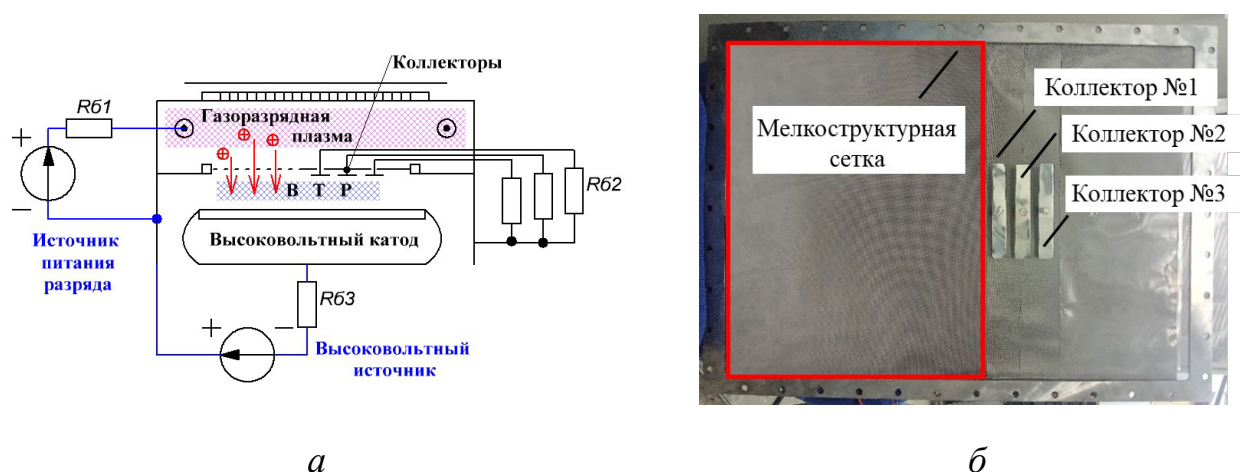 Коллекторы
Rб1
Газоразрядная
плазма
+
–
В Т Р
Rб2
Высоковольтный катод
Источник
питания
разряда
Rб3
+
–
Высоковольтный
источник
а
Мелкоструктурная
сетка
Коллектор №1
Коллектор №2
Коллектор №3
б